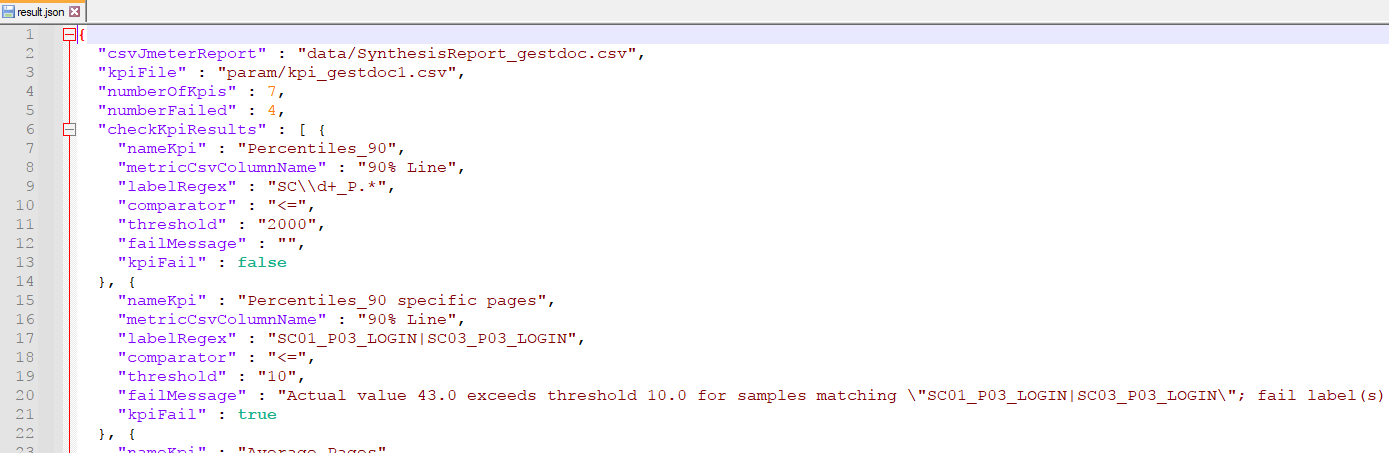 result.json
1 {
2 "csvJmeterReport" : "data/SynthesisReport_gestdoc.csv",
3 "kpiFile" : "param/kpi_gestdoc1.csv",
4 "numberOfKpis" : 7,
5 "numberFailed" : 4,
6 "checkKpiResults" : [ {
7 "nameKpi" : "Percentiles_90",
8 "metricCsvColumnName" : "90% Line",
9 "labelRegex" : "SC\\d+_P.*",
10 "comparator" : "<=",
11 "threshold" : "2000",
12 "failMessage" : "",
13 "kpiFail" : false
14 }, {
15 "nameKpi" : "Percentiles_90 specific pages",
16 "metricCsvColumnName" : "90% Line",
17 "labelRegex" : "SC01_P03_LOGIN|SC03_P03_LOGIN",
18 "comparator" : "<=",
19 "threshold" : "10",
20 "failMessage" : "Actual value 43.0 exceeds threshold 10.0 for samples matching \"SC01_P03_LOGIN|SC03_P03_LOGIN\"; fail label(s)
21 "kpiFail" : true
22 }, {
23 "nameKpi" : "Average Pages"